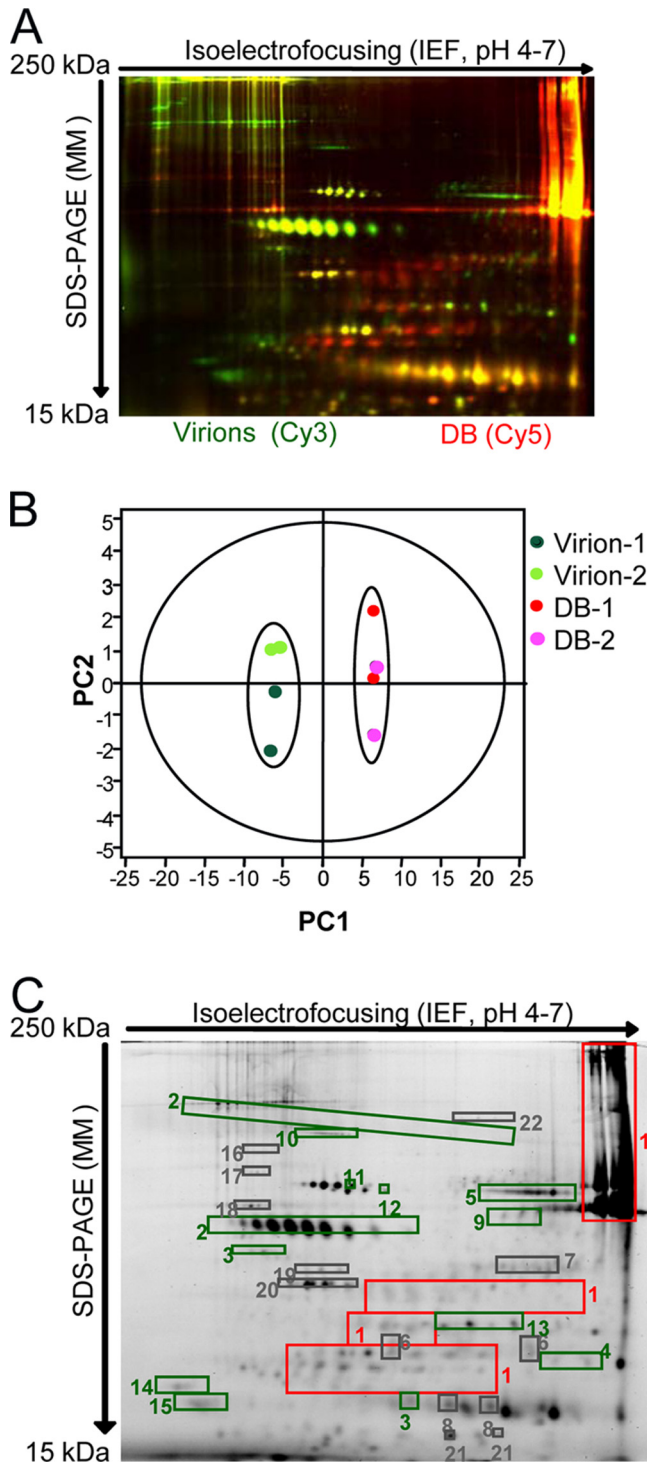 A
Isoelectrofocusing (IEF, pH 4-7)
250 kDa
SDS-PAGE (MM)
15 kDa
Virions (Cy3)
DB (Cy5)
B
5
4
3
2
1
0
-1
-2
-3
-4
-5
PC2
-25 -20 -15 -10 -5 0 5 10 15 20 25
PC1
Virion-1
Virion-2
DB-1
DB-2
C
Isoelectrofocusing (IEF, pH 4-7)
250 kDa
SDS-PAGE (MM)
15 kDa
2
22
10
16
1
17
11
12
5
18
9
2
3
7
19
20
1
1
13
6
6
4
1
14
15
3
8
8
21
21